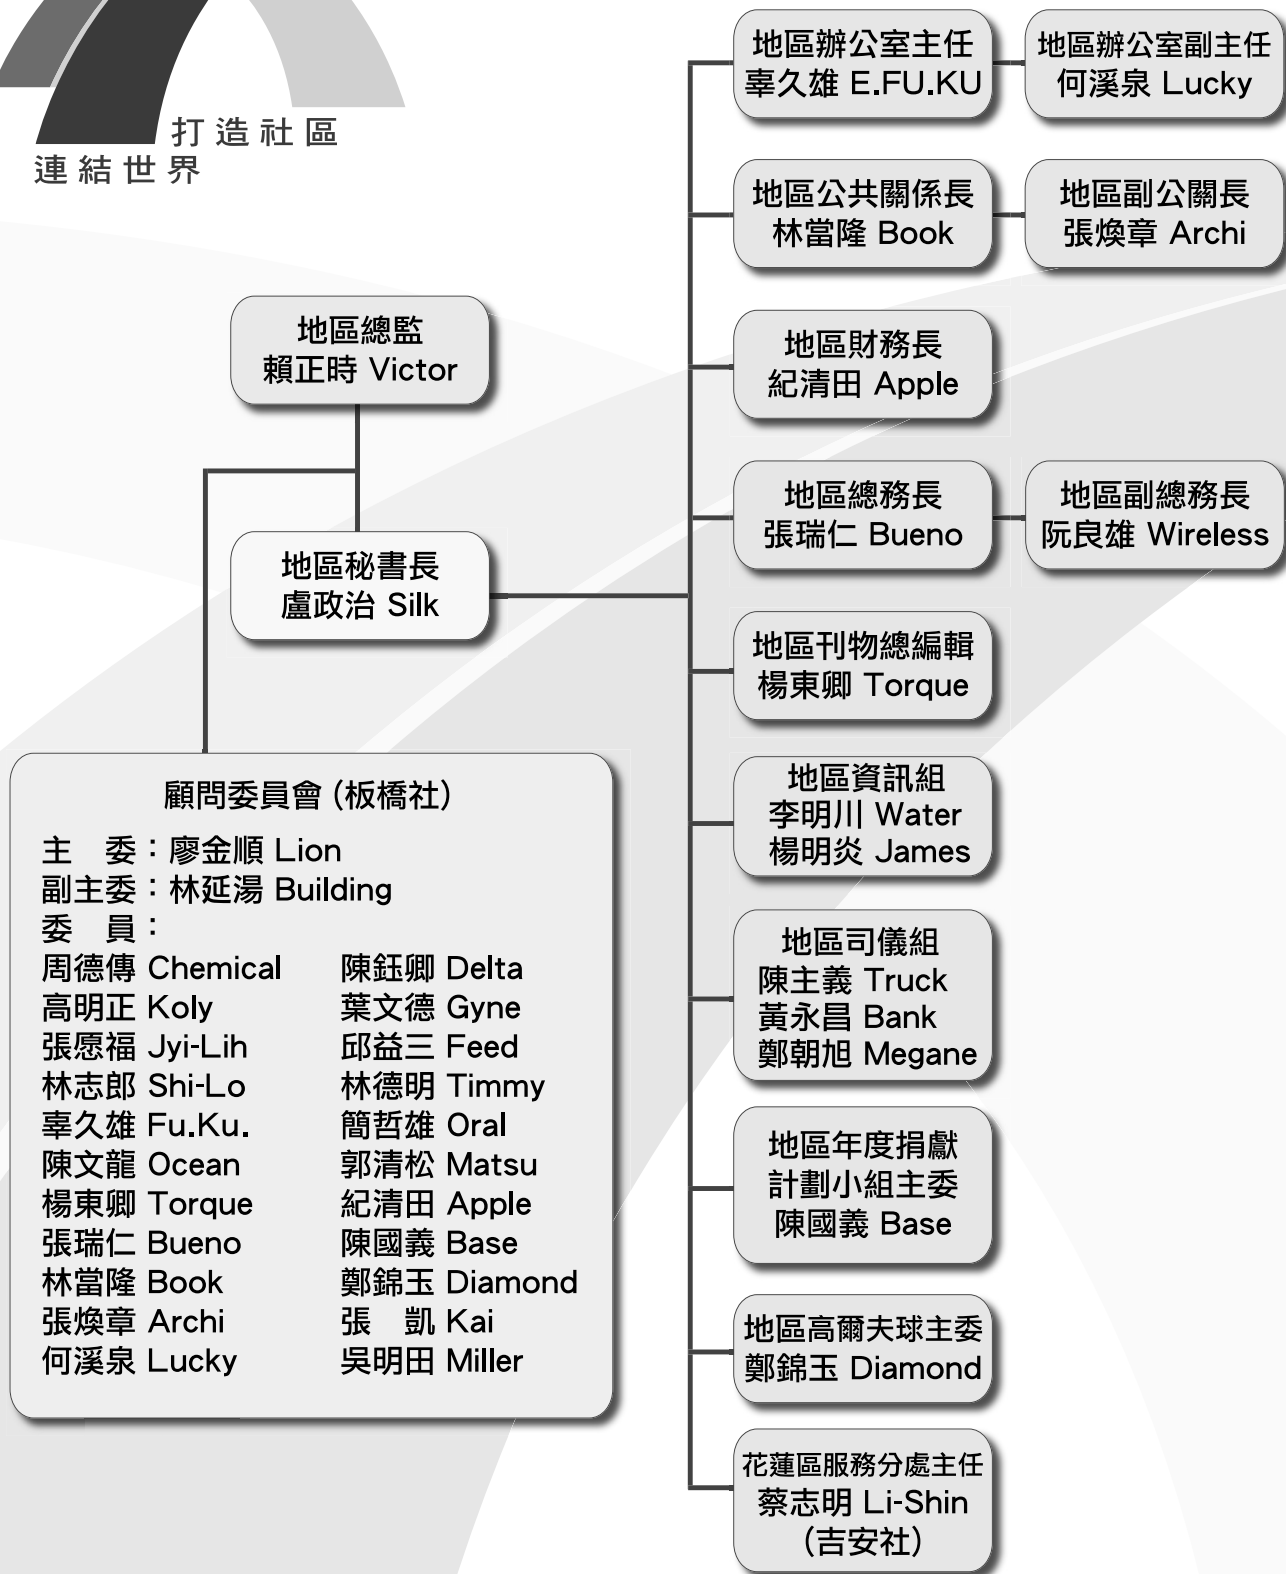 打造社區
連結世界
地區總監
賴正時 Victor
地區秘書長
盧政治 Silk
顧問委員會(板橋社)
主　委：廖金順 Lion
副主委：林延湯 Building
委　員：
周德傳 Chemical　陳鈺卿 Delta
高明正 Koly　葉文德 Gyne
張愿福 Jyi-Lih　邱益三 Feed
林志郎 Shi-Lo　林德明 Timmy
辜久雄 Fu.Ku.　簡哲雄 Oral
陳文龍 Ocean　郭清松 Matsu
楊東卿 Torque　紀清田 Apple
張瑞仁 Bueno　陳國義 Base
林當隆 Book　鄭錦玉 Diamond
張煥章 Archi　張　凱 Kai
何溪泉 Lucky　吳明田 Miller
地區辦公室主任
辜久雄 E.FU.KU
地區辦公室副主任
何溪泉 Lucky
地區公共關係長
林當隆 Book
地區副公關長
張煥章 Archi
地區財務長
紀清田 Apple
地區總務長
張瑞仁 Bueno
地區副總務長
阮良雄 Wireless
地區刊物總編輯
楊東卿 Torque
地區資訊組
李明川 Water
楊明炎 James
地區司儀組
陳主義 Truck
黃永昌 Bank
鄭朝旭 Megane
地區年度捐獻
計劃小組主委
陳國義 Base
地區高爾夫球主委
鄭錦玉 Diamond
花蓮區服務分處主任
蔡志明 Li-Shin
(吉安社)